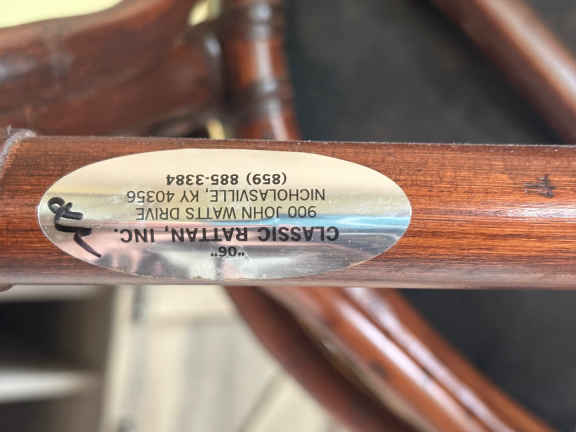 "06"
CLASSIC RATTAN, INC.
900 JOHN WATTS DRIVE
NICHOLASVILLE, KY 40356
(859) 885-3384